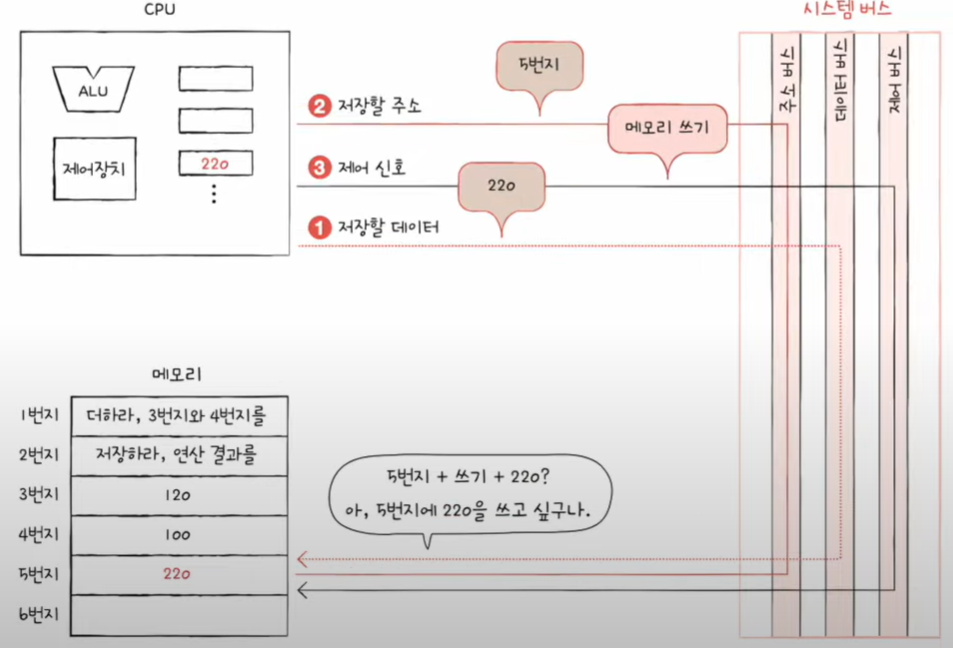 CPU
시스템 버스
ALU
제어장치
220
5번지
2 저장할 주소
메모리 쓰기
3 제어 신호
220
1 저장할 데이터
주소 버스
데이터 버스
제어 버스
메모리
1번지 더하라, 3번지와 4번지를
2번지 저장하라, 연산 결과를
3번지 120
4번지 100
5번지 220
6번지
5번지 + 쓰기 + 220?
아, 5번지에 220을 쓰고 싶구나.